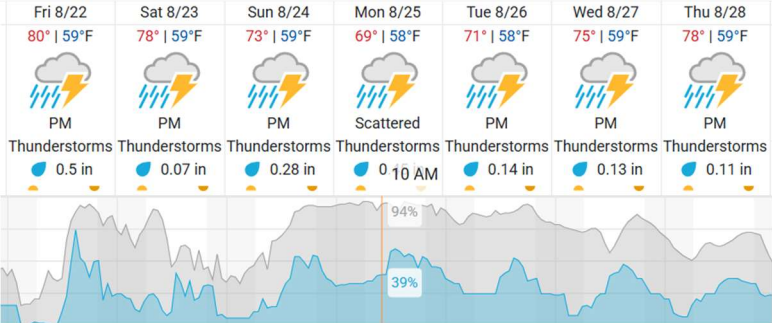 Fri 8/22 Sat 8/23 Sun 8/24 Mon 8/25 Tue 8/26 Wed 8/27 Thu 8/28
80° | 59°F 78° | 59°F 73° | 59°F 69° | 58°F 71° | 58°F 75° | 59°F 78° | 59°F
PM PM PM Scattered PM PM PM
Thunderstorms Thunderstorms Thunderstorms Thunderstorms Thunderstorms Thunderstorms Thunderstorms
0.5 in 0.07 in 0.28 in 10 AM 0.14 in 0.13 in 0.11 in
94%
39%